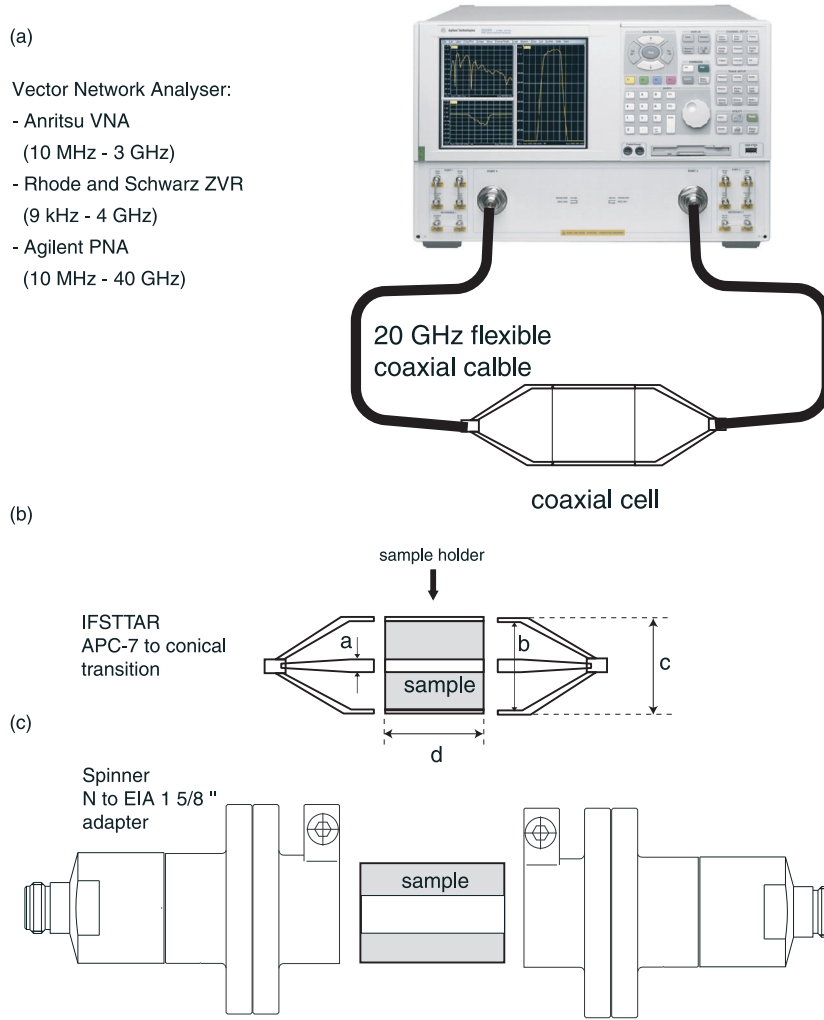 (a)
Vector Network Analyser:
- Anritsu VNA
(10 MHz - 3 GHz)
- Rhode and Schwarz ZVR
(9 kHz - 4 GHz)
- Agilent PNA
(10 MHz - 40 GHz)
Agilent Technologies
20 GHz flexible
coaxial calble
coaxial cell
(b)
sample holder
IFSTTAR
APC-7 to conical
transition
a
b
c
sample
d
(c)
Spinner
N to EIA 1 5/8 "
adapter
sample